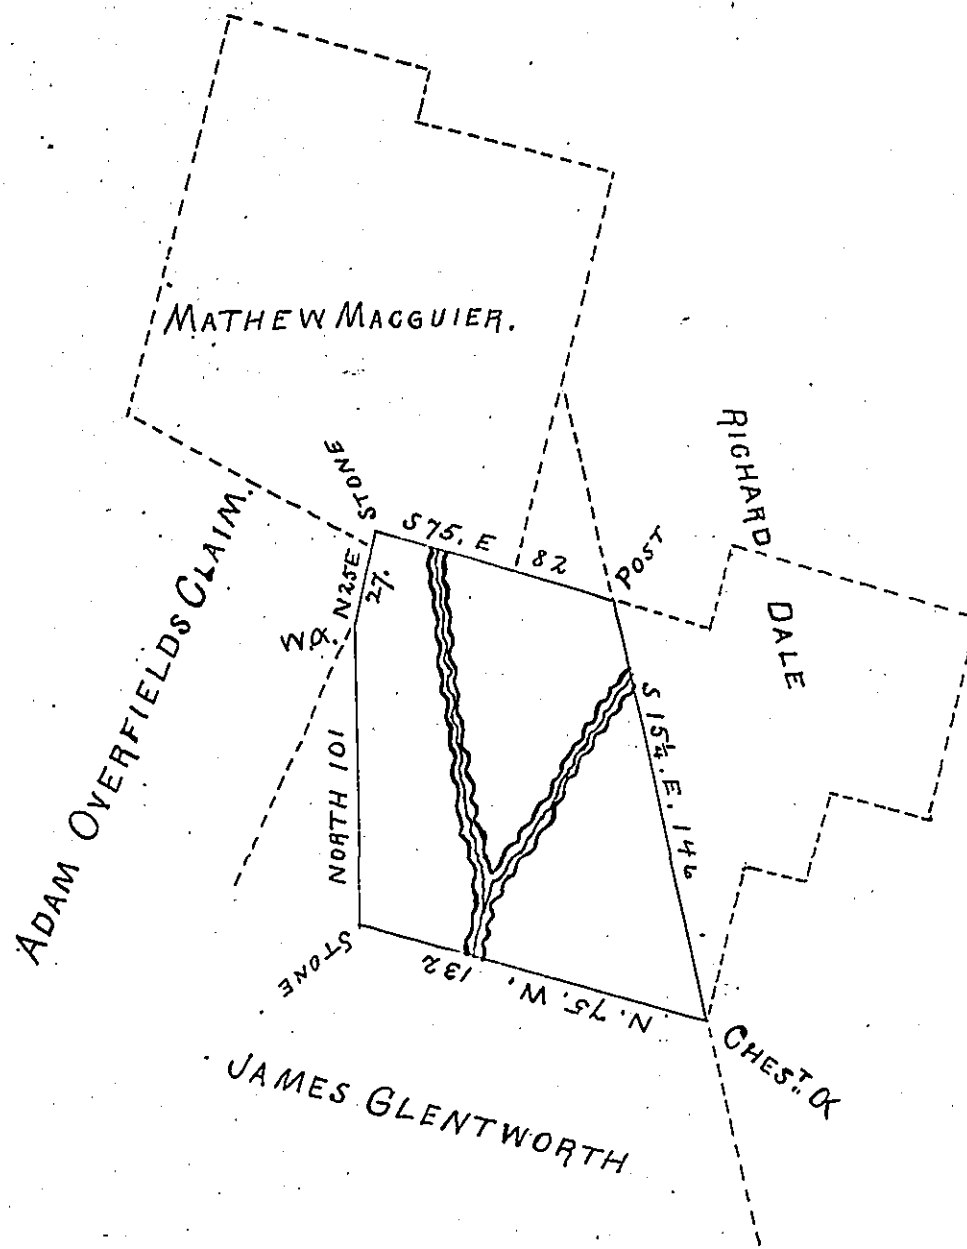 MATHEW MACGUIER.
RICHARD
DALE
STONE
S 75. E
82
POST
N 25 E
27.
W O.
ADAM OVERFIELDS CLAIM.
NORTH 101
S 15¼. E. 146
STONE
N. 75. W. 132
CHEST. OK
JAMES GLENTWORTH